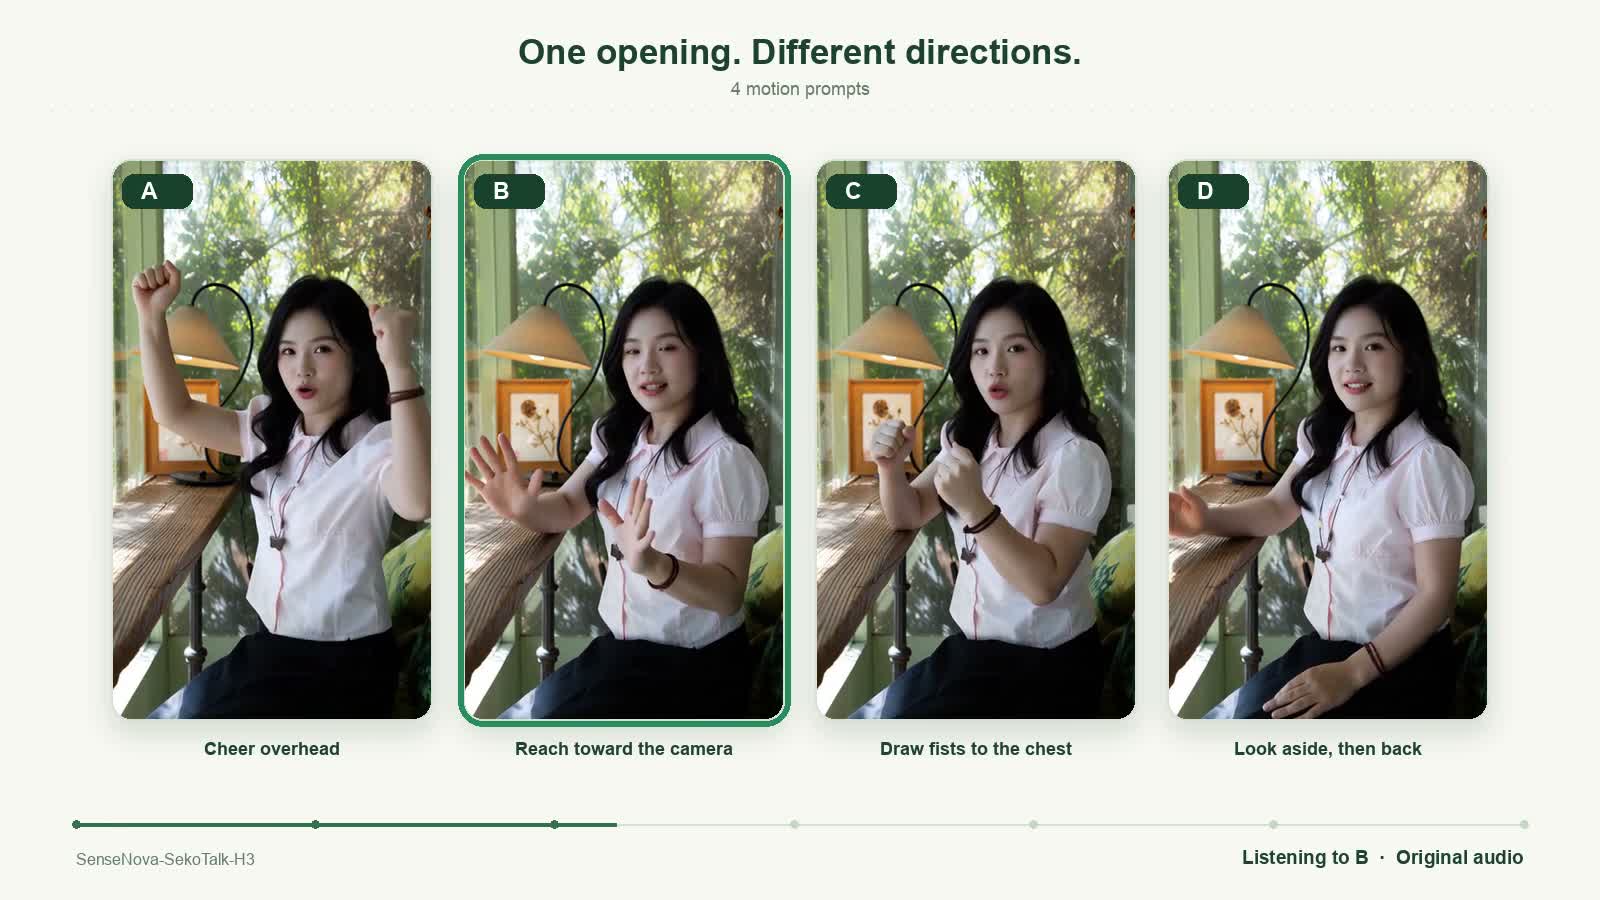 One opening. Different directions.
4 motion prompts
A
B
C
D
Cheer overhead
Reach toward the camera
Draw fists to the chest
Look aside, then back
SenseNova-SekoTalk-H3
Listening to B · Original audio